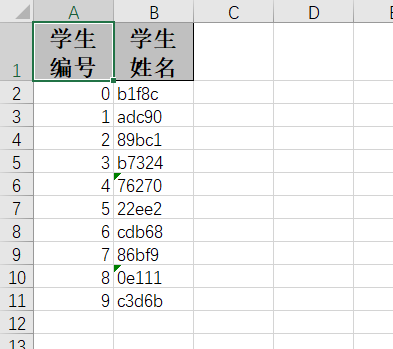 A B C D E
1 学生 学生
编号 姓名
2 0 b1f8c
3 1 adc90
4 2 89bc1
5 3 b7324
6 4 76270
7 5 22ee2
8 6 cdb68
9 7 86bf9
10 8 0e111
11 9 c3d6b
12
13